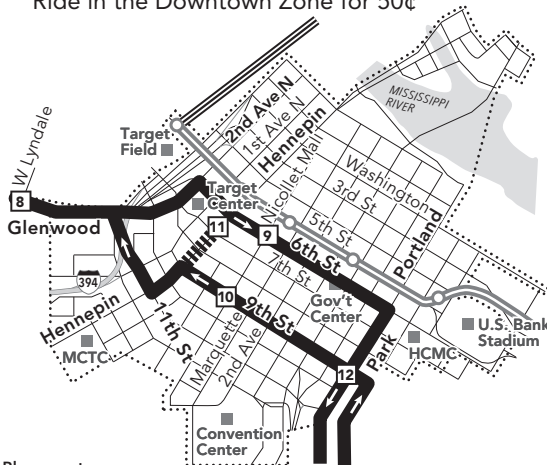 Ride in the Downtown Zone for 50¢
MISSISSIPPI
RIVER
2nd Ave N
1st Ave N
Hennepin
W Lyndale
Target
Field
Washington
3rd St
Target
Center
5th St
8
11
9
6th St
Portland
Glenwood
7th St
394
10
9th St
Gov't
Center
Hennepin
11th St
Marquette
2nd Ave
Park
HCMC
U.S. Bank
Stadium
MCTC
12
Convention
Center